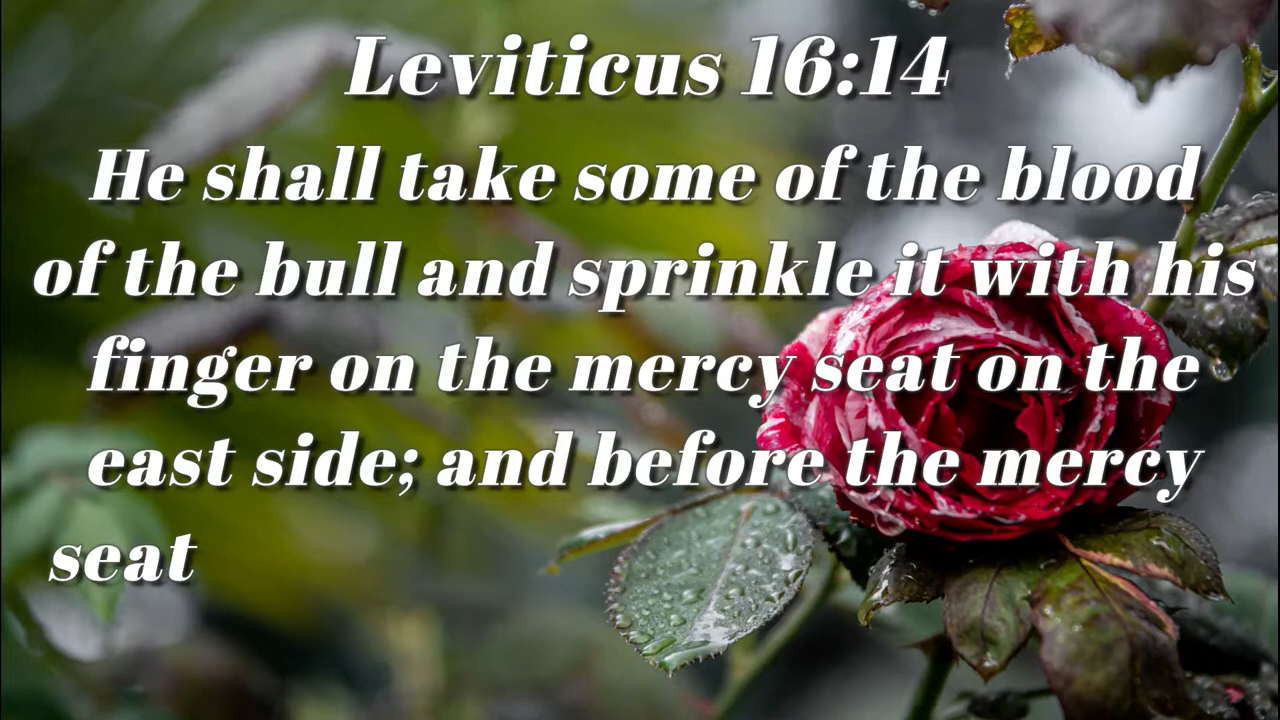 Leviticus 16:14
He shall take some of the blood
of the bull and sprinkle it with his
finger on the mercy seat on the
east side; and before the mercy
seat